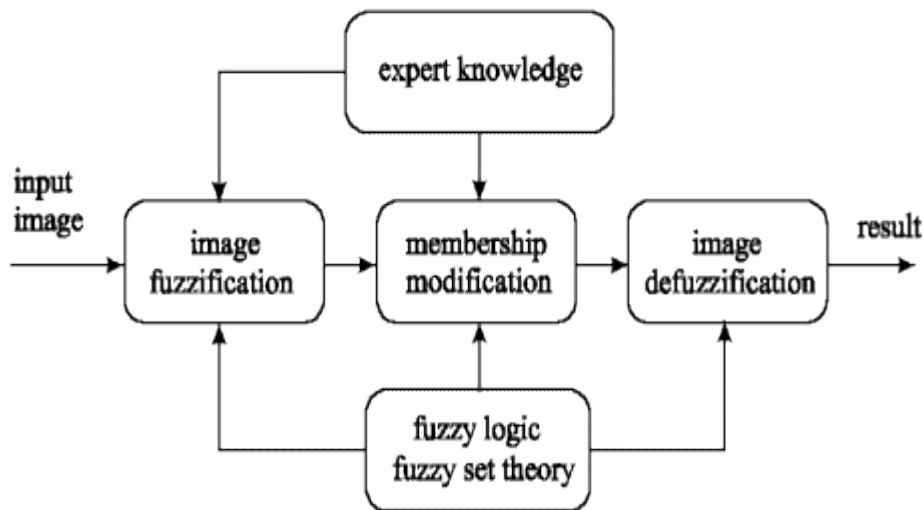 expert knowledge
input
image
image
fuzzification
membership
modification
image
defuzzification
result
fuzzy logic
fuzzy set theory